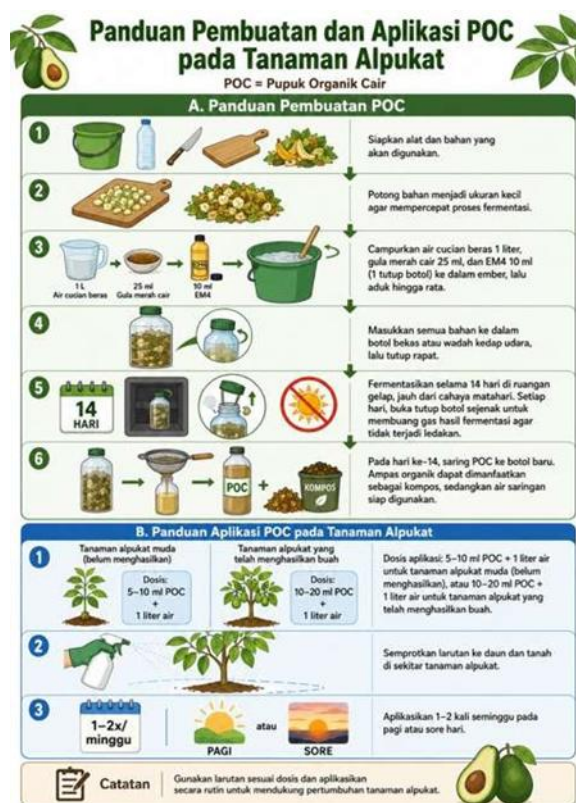 Panduan Pembuatan dan Aplikasi POC
pada Tanaman Alpukat
POC = Pupuk Organik Cair
A. Panduan Pembuatan POC
1
Siapkan alat dan bahan yang
akan digunakan.
2
Potong bahan menjadi ukuran kecil
agar mempercepat proses fermentasi.
3
1 L
Air cucian beras
25 ml
Gula merah cair
10 ml
EM4
Campurkan air cucian beras 1 liter,
gula merah cair 25 ml, dan EM4 10 ml
(1 tutup botol) ke dalam ember, lalu
aduk hingga rata.
4
Masukkan semua bahan ke dalam
botol bekas atau wadah kedap udara,
lalu tutup rapat.
5
14
HARI
Fermentasikan selama 14 hari di ruangan
gelap, jauh dari cahaya matahari. Setiap
hari, buka tutup botol sejenak untuk
membuang gas hasil fermentasi agar
tidak terjadi ledakan.
6
POC
+
KOMPOS
Pada hari ke-14, saring POC ke botol baru.
Ampas organik dapat dimanfaatkan
sebagai kompos, sedangkan air saringan
siap digunakan.
B. Panduan Aplikasi POC pada Tanaman Alpukat
1
Tanaman alpukat muda
(belum menghasilkan)
Dosis:
5–10 ml POC
+
1 liter air
Tanaman alpukat yang
telah menghasilkan buah
Dosis:
10–20 ml POC
+
1 liter air
Dosis aplikasi: 5–10 ml POC + 1 liter air
untuk tanaman alpukat muda (belum
menghasilkan), atau 10–20 ml POC +
1 liter air untuk tanaman alpukat yang
telah menghasilkan buah.
2
Semprotkan larutan ke daun dan tanah
di sekitar tanaman alpukat.
3
1–2x/
minggu
PAGI
atau
SORE
Aplikasikan 1–2 kali seminggu pada
pagi atau sore hari.
Catatan
Gunakan larutan sesuai dosis dan aplikasikan
secara rutin untuk mendukung pertumbuhan tanaman alpukat.